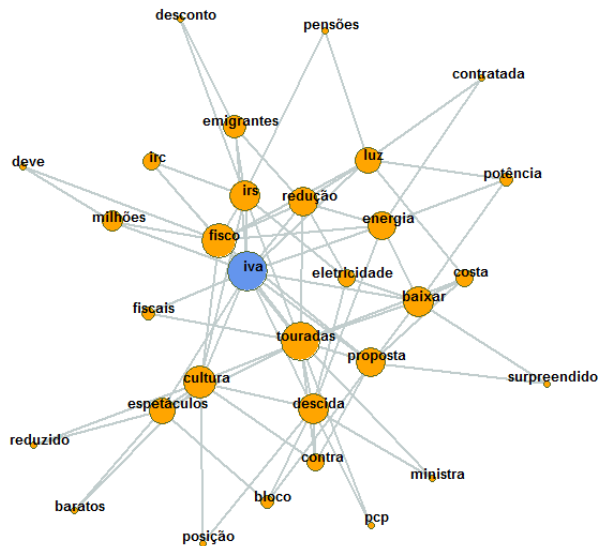 desconto
pensões
contratada
emigrantes
irc
luz
deve
potência
irs
redução
milhões
energia
fisco
iva
eletricidade
costa
baixar
fiscais
touradas
proposta
cultura
surpreendido
espetáculos
descida
reduzido
contra
ministra
bloco
baratos
pcp
posição